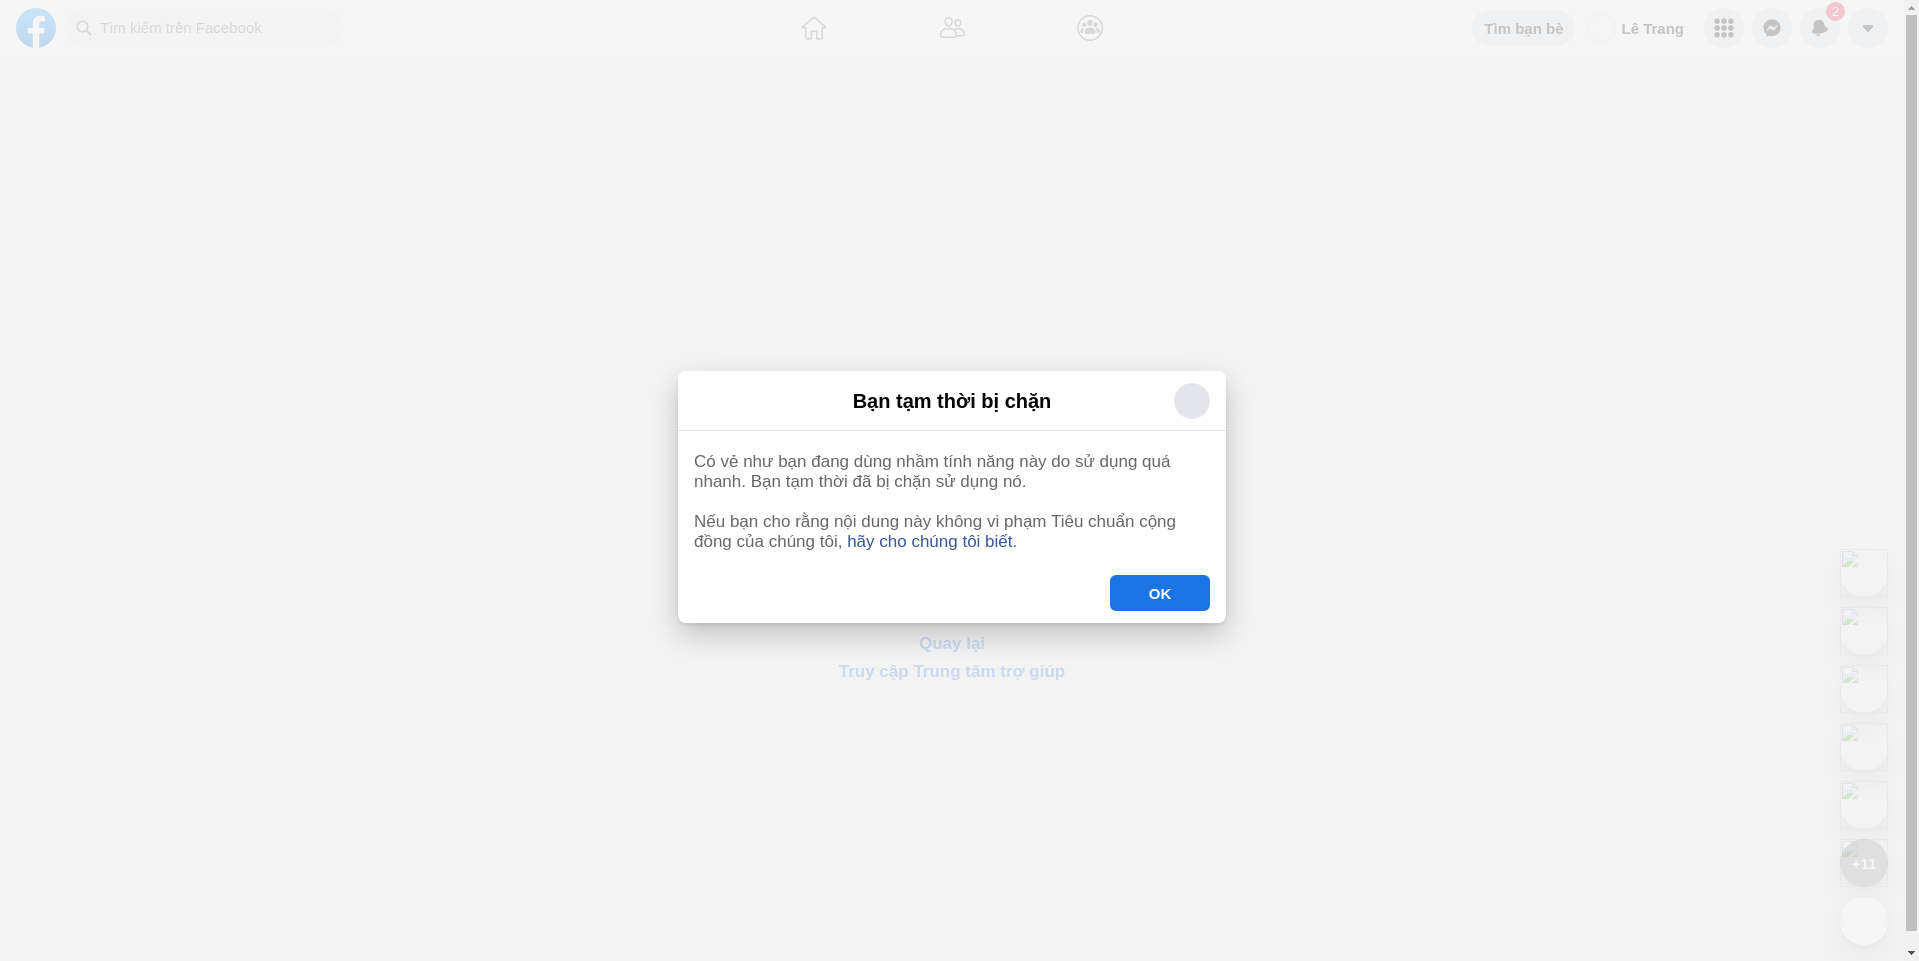 Tìm kiếm trên Facebook
Tìm bạn bè
Lê Trang
2
Bạn tạm thời bị chặn
Có vẻ như bạn đang dùng nhầm tính năng này do sử dụng quá
nhanh. Bạn tạm thời đã bị chặn sử dụng nó.
Nếu bạn cho rằng nội dung này không vi phạm Tiêu chuẩn cộng
đồng của chúng tôi, hãy cho chúng tôi biết.
OK
Quay lại
Truy cập Trung tâm trợ giúp
+11